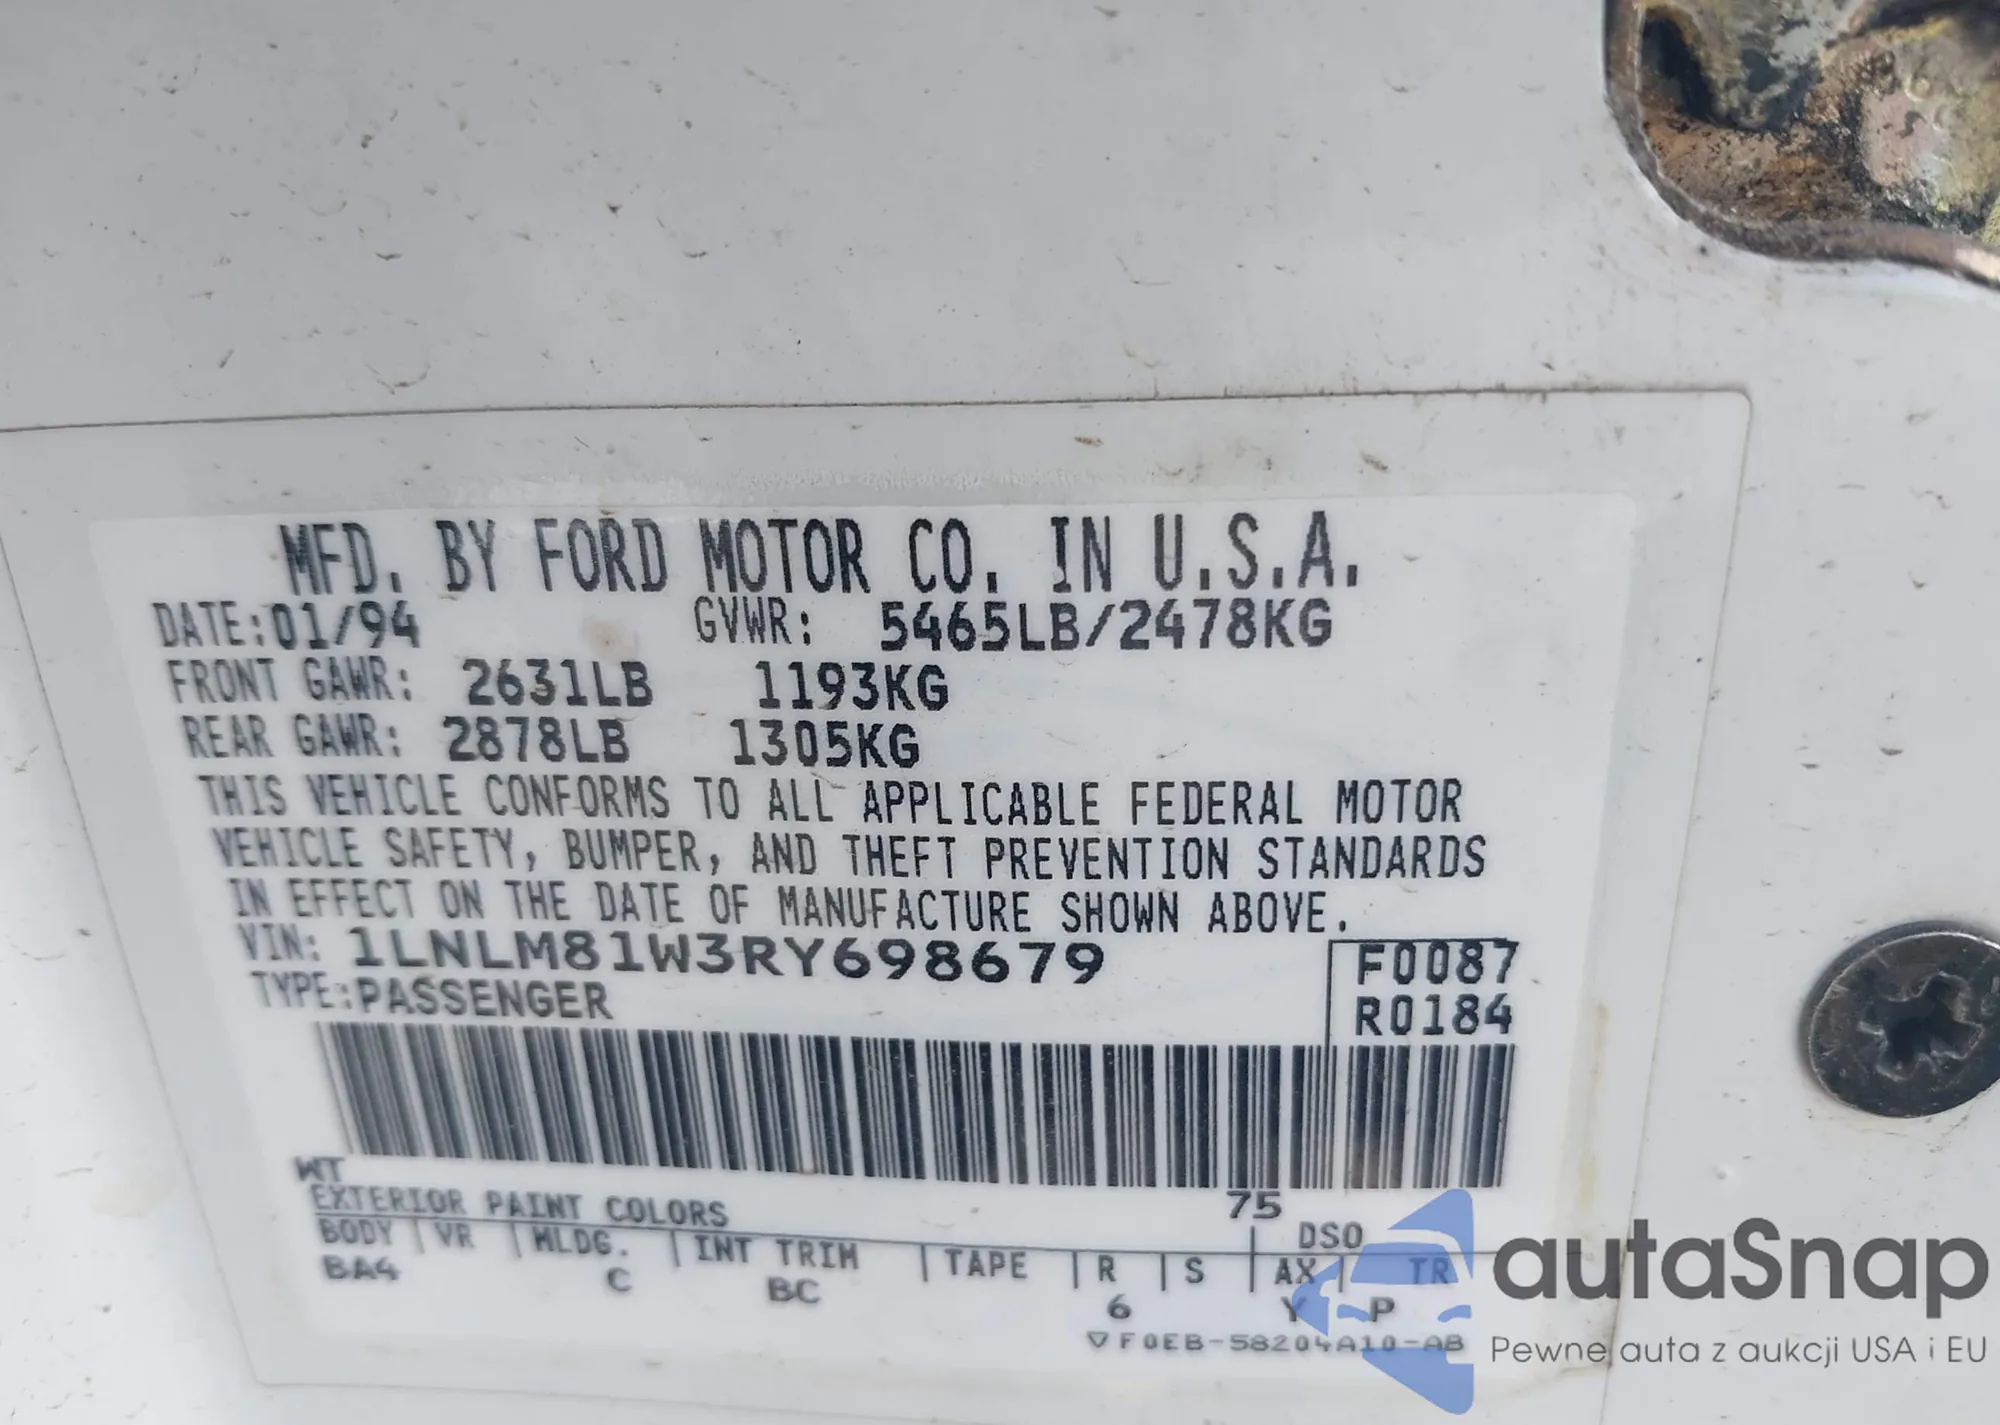 MFD. BY FORD MOTOR CO. IN U.S.A.
DATE: 01/94 GVWR: 5465LB/2478KG
FRONT GAWR: 2631LB 1193KG
REAR GAWR: 2878LB 1305KG
THIS VEHICLE CONFORMS TO ALL APPLICABLE FEDERAL MOTOR
VEHICLE SAFETY, BUMPER, AND THEFT PREVENTION STANDARDS
IN EFFECT ON THE DATE OF MANUFACTURE SHOWN ABOVE.
VIN: 1LNLM81W3RY698679 F0087
TYPE: PASSENGER R0184
WT
EXTERIOR PAINT COLORS 75 DSO
BODY VR MLDG. INT TRIM TAPE R S AX TR
BA4 C BC 6 Y P
F0EB-58204A10-AB
autoSnap
Pewne auta z aukcji USA i EU